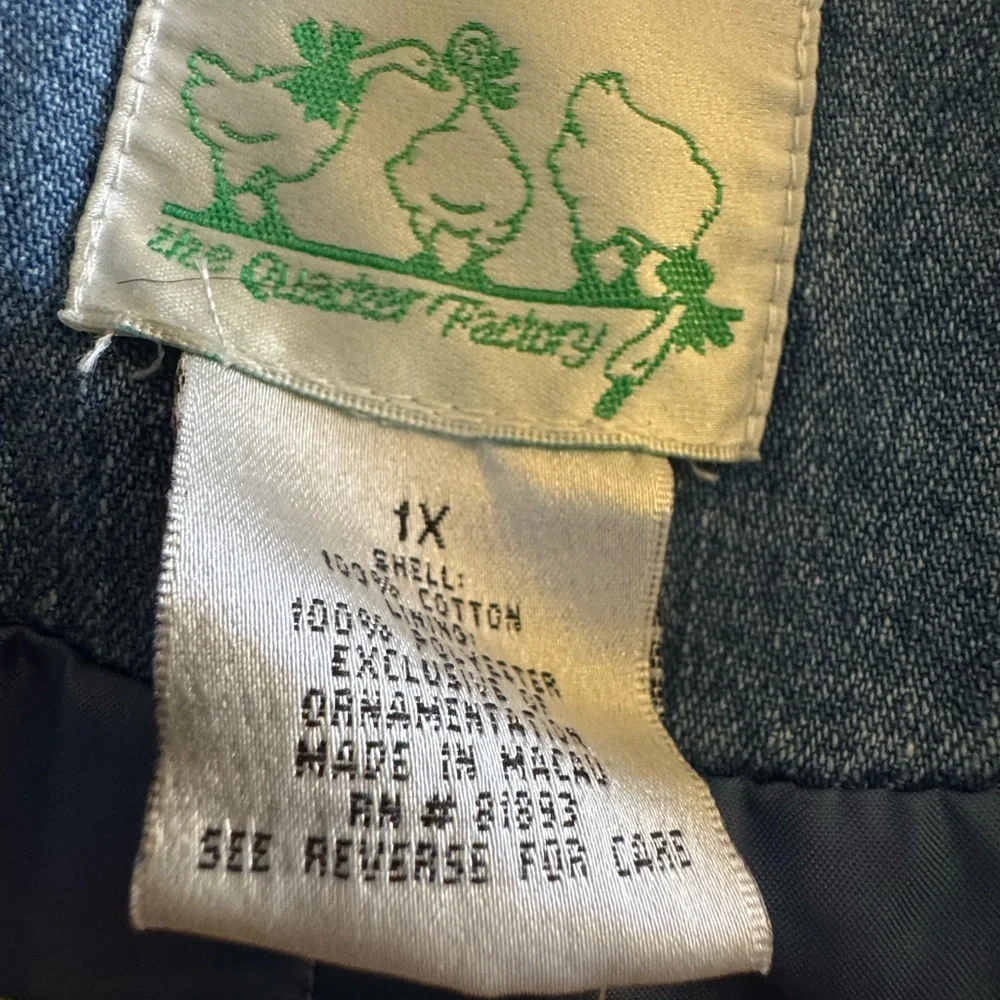 the Quacker Factory
1X
SHELL:
100% COTTON
LINING:
100% POLYESTER
EXCLUSIVE OF
ORNAMENTATION
MADE IN MACAU
RN # 81893
SEE REVERSE FOR CARE